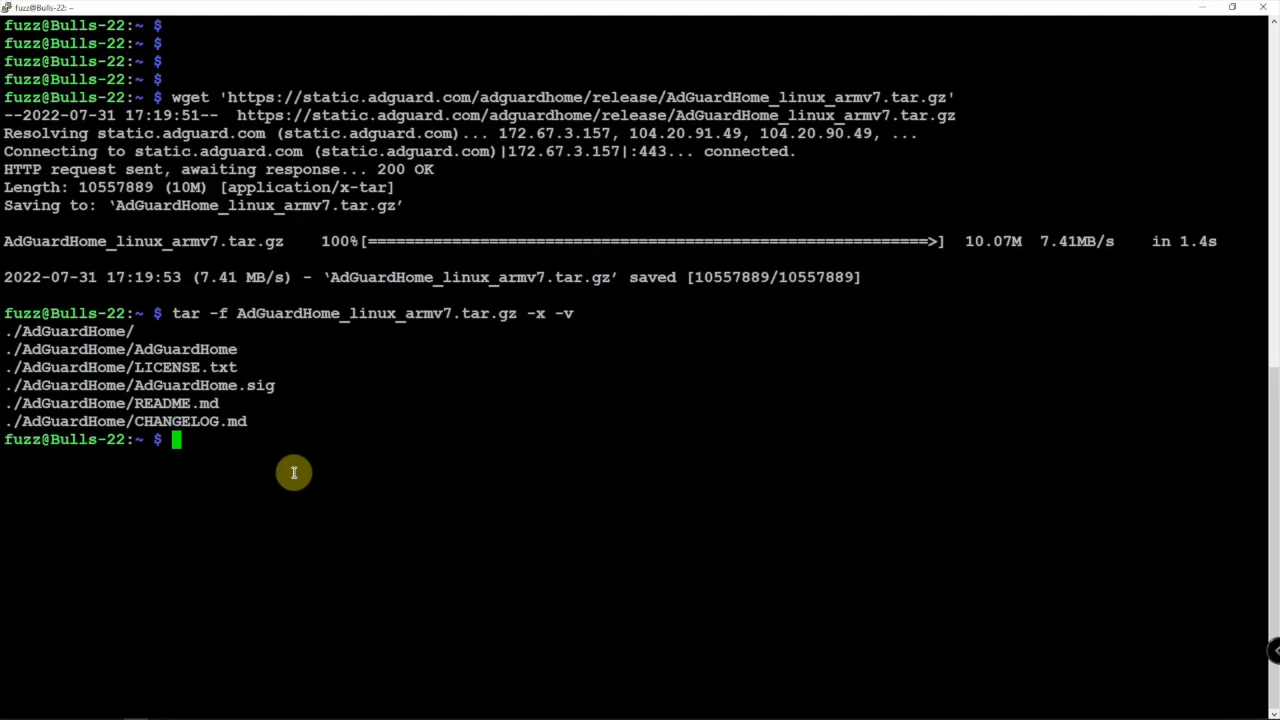 fuzz@Bulls-22: ~
fuzz@Bulls-22:~ $
fuzz@Bulls-22:~ $
fuzz@Bulls-22:~ $
fuzz@Bulls-22:~ $
fuzz@Bulls-22:~ $ wget 'https://static.adguard.com/adguardhome/release/AdGuardHome_linux_armv7.tar.gz'
--2022-07-31 17:19:51--  https://static.adguard.com/adguardhome/release/AdGuardHome_linux_armv7.tar.gz
Resolving static.adguard.com (static.adguard.com)... 172.67.3.157, 104.20.91.49, 104.20.90.49, ...
Connecting to static.adguard.com (static.adguard.com)|172.67.3.157|:443... connected.
HTTP request sent, awaiting response... 200 OK
Length: 10557889 (10M) [application/x-tar]
Saving to: ‘AdGuardHome_linux_armv7.tar.gz’
AdGuardHome_linux_armv7.tar.gz    100%[============================================================>]  10.07M  7.41MB/s    in 1.4s
2022-07-31 17:19:53 (7.41 MB/s) - ‘AdGuardHome_linux_armv7.tar.gz’ saved [10557889/10557889]
fuzz@Bulls-22:~ $ tar -f AdGuardHome_linux_armv7.tar.gz -x -v
./AdGuardHome/
./AdGuardHome/AdGuardHome
./AdGuardHome/LICENSE.txt
./AdGuardHome/AdGuardHome.sig
./AdGuardHome/README.md
./AdGuardHome/CHANGELOG.md
fuzz@Bulls-22:~ $